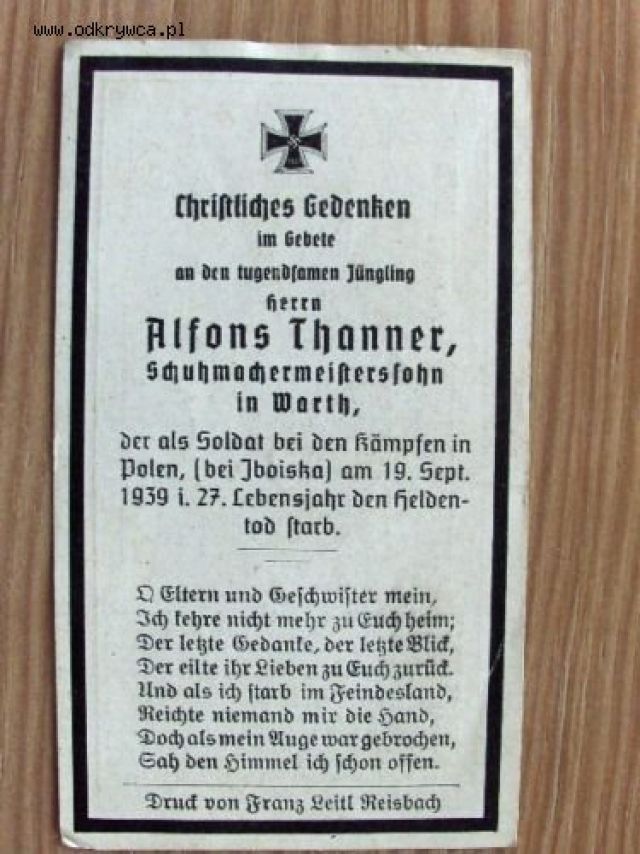 www.odkrywca.pl
Christliches Gedenken
im Gebete
an den tugendsamen Jüngling
Herrn
Alfons Thanner,
Schuhmachermeisterssohn
in Warth,
der als Soldat bei den Kämpfen in
Polen, (bei Iboiska) am 19. Sept.
1939 i. 27. Lebensjahr den Helden-
tod starb.
O Eltern und Geschwister mein,
Ich kehre nicht mehr zu Euch heim;
Der letzte Gedanke, der letzte Blick,
Der eilte ihr Lieben zu Euch zurück.
Und als ich starb im Feindesland,
Reichte niemand mir die Hand,
Doch als mein Auge war gebrochen,
Sah den Himmel ich schon offen.
Druck von Franz Leitl Reisbach